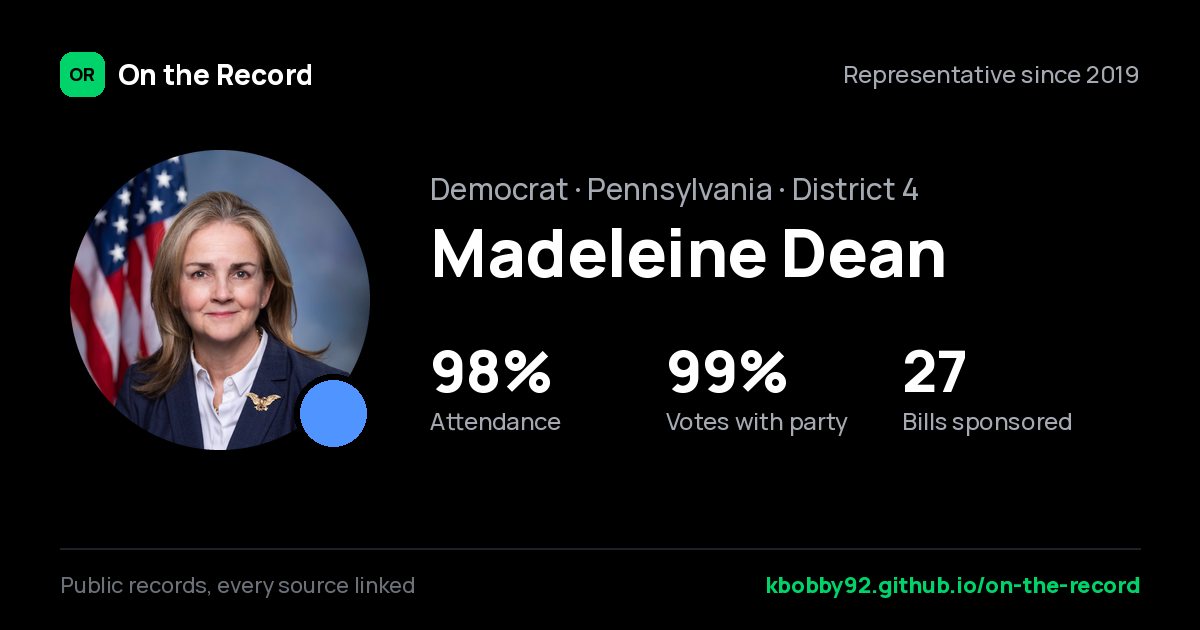 OR On the Record
Representative since 2019
Democrat · Pennsylvania · District 4
Madeleine Dean
98% 99% 27
Attendance Votes with party Bills sponsored
Public records, every source linked
kbobby92.github.io/on-the-record